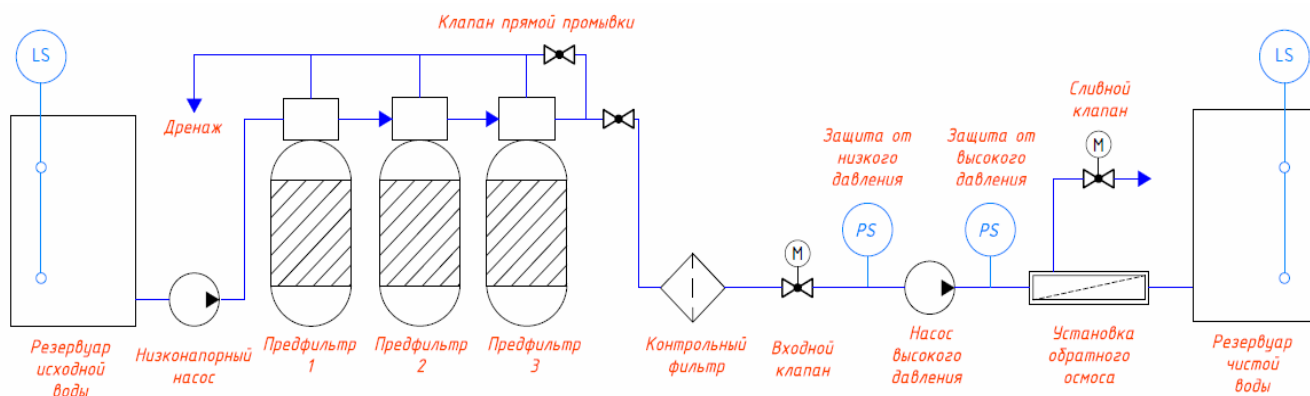 Клапан прямой промывки
LS
LS
Сливной
клапан
Дренаж
Защита от
низкого
давления
Защита от
высокого
давления
M
M
PS
PS
Резервуар
исходной
воды
Низконапорный
насос
Предфильтр
1
Предфильтр
2
Предфильтр
3
Контрольный
фильтр
Входной
клапан
Насос
высокого
давления
Установка
обратного
осмоса
Резервуар
чистой
воды